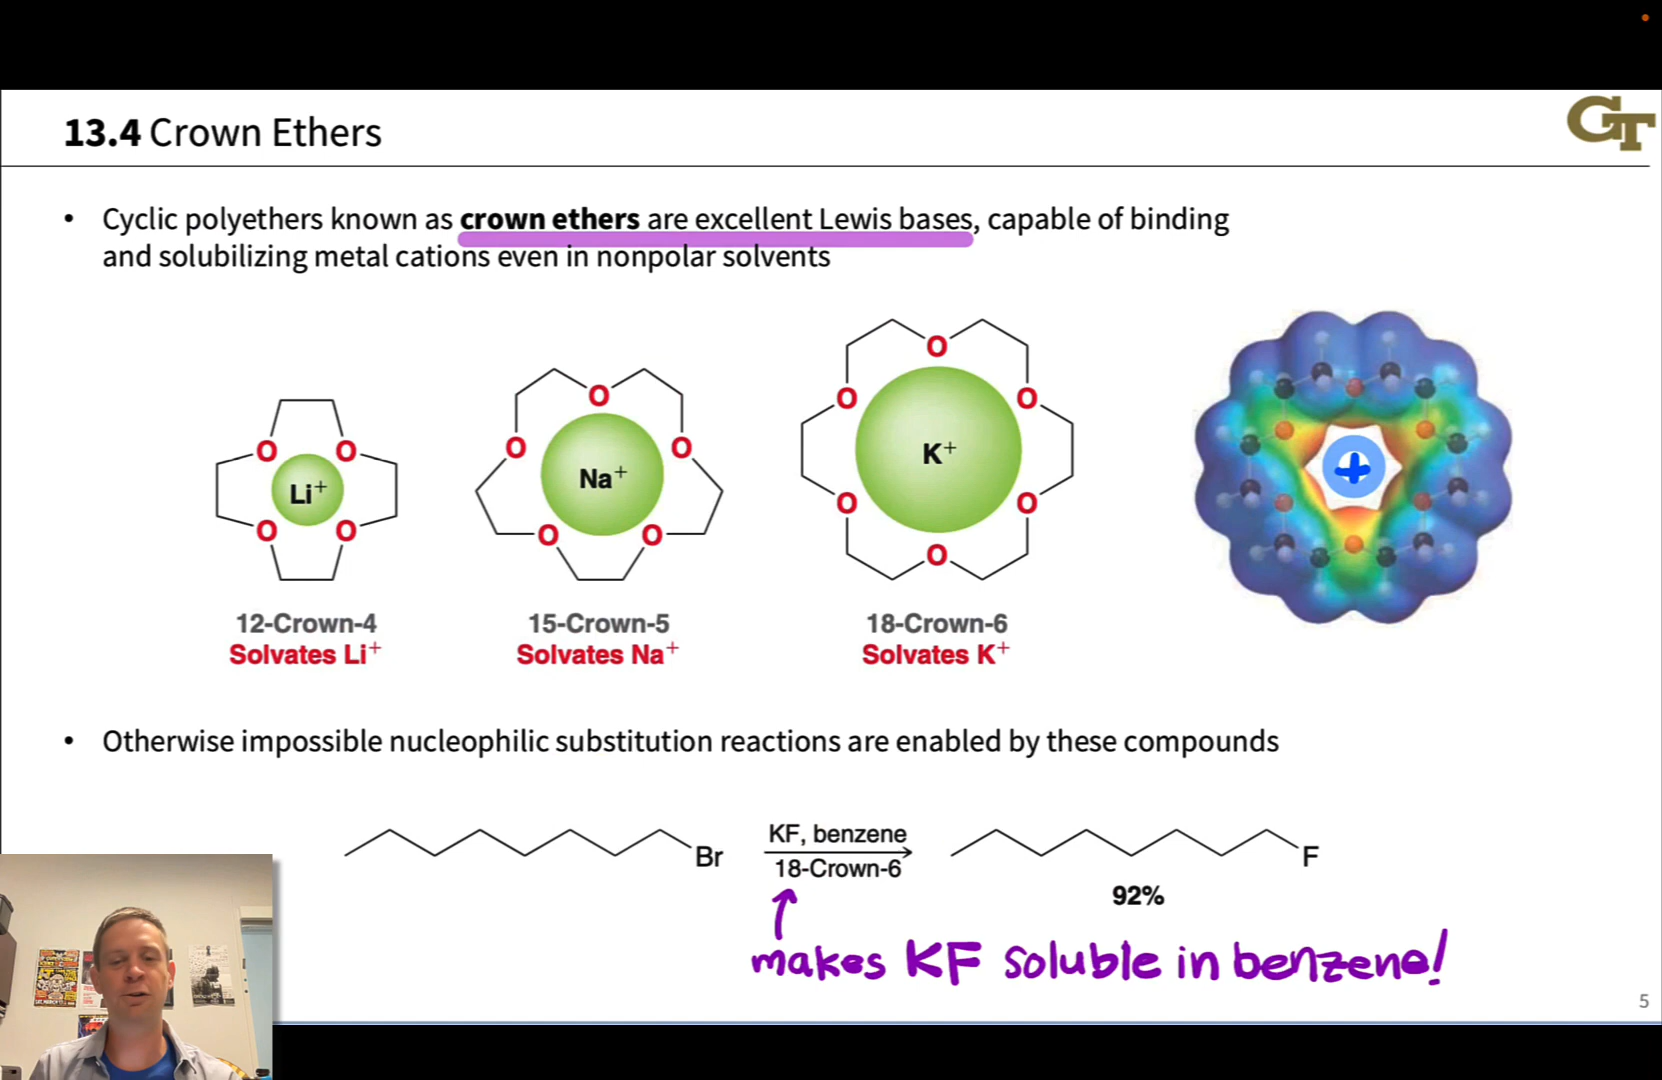 GT
13.4 Crown Ethers
• Cyclic polyethers known as crown ethers are excellent Lewis bases, capable of binding
and solubilizing metal cations even in nonpolar solvents
O
O O O
O O O O
Li⁺ Na⁺ K⁺
O O O O O O
O
+
12-Crown-4 15-Crown-5 18-Crown-6
Solvates Li⁺ Solvates Na⁺ Solvates K⁺
• Otherwise impossible nucleophilic substitution reactions are enabled by these compounds
Br
KF, benzene
18-Crown-6
F
92%
makes KF soluble in benzene!
5